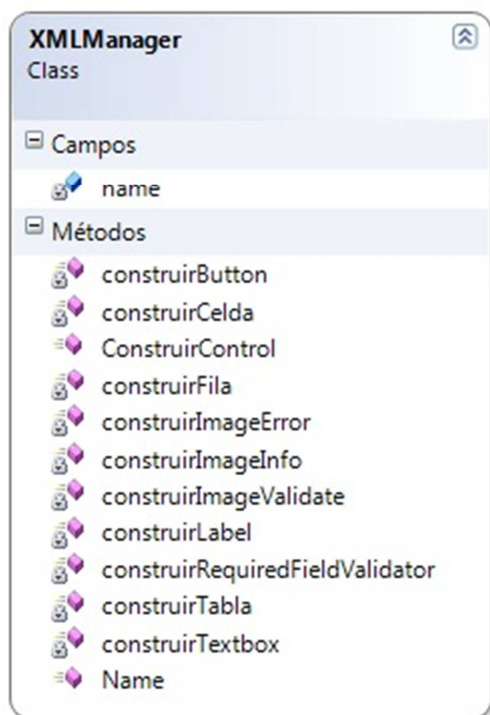 XMLManager
Class
Campos
name
Métodos
construirButton
construirCelda
ConstruirControl
construirFila
construirImageError
construirImageInfo
construirImageValidate
construirLabel
construirRequiredFieldValidator
construirTabla
construirTextbox
Name